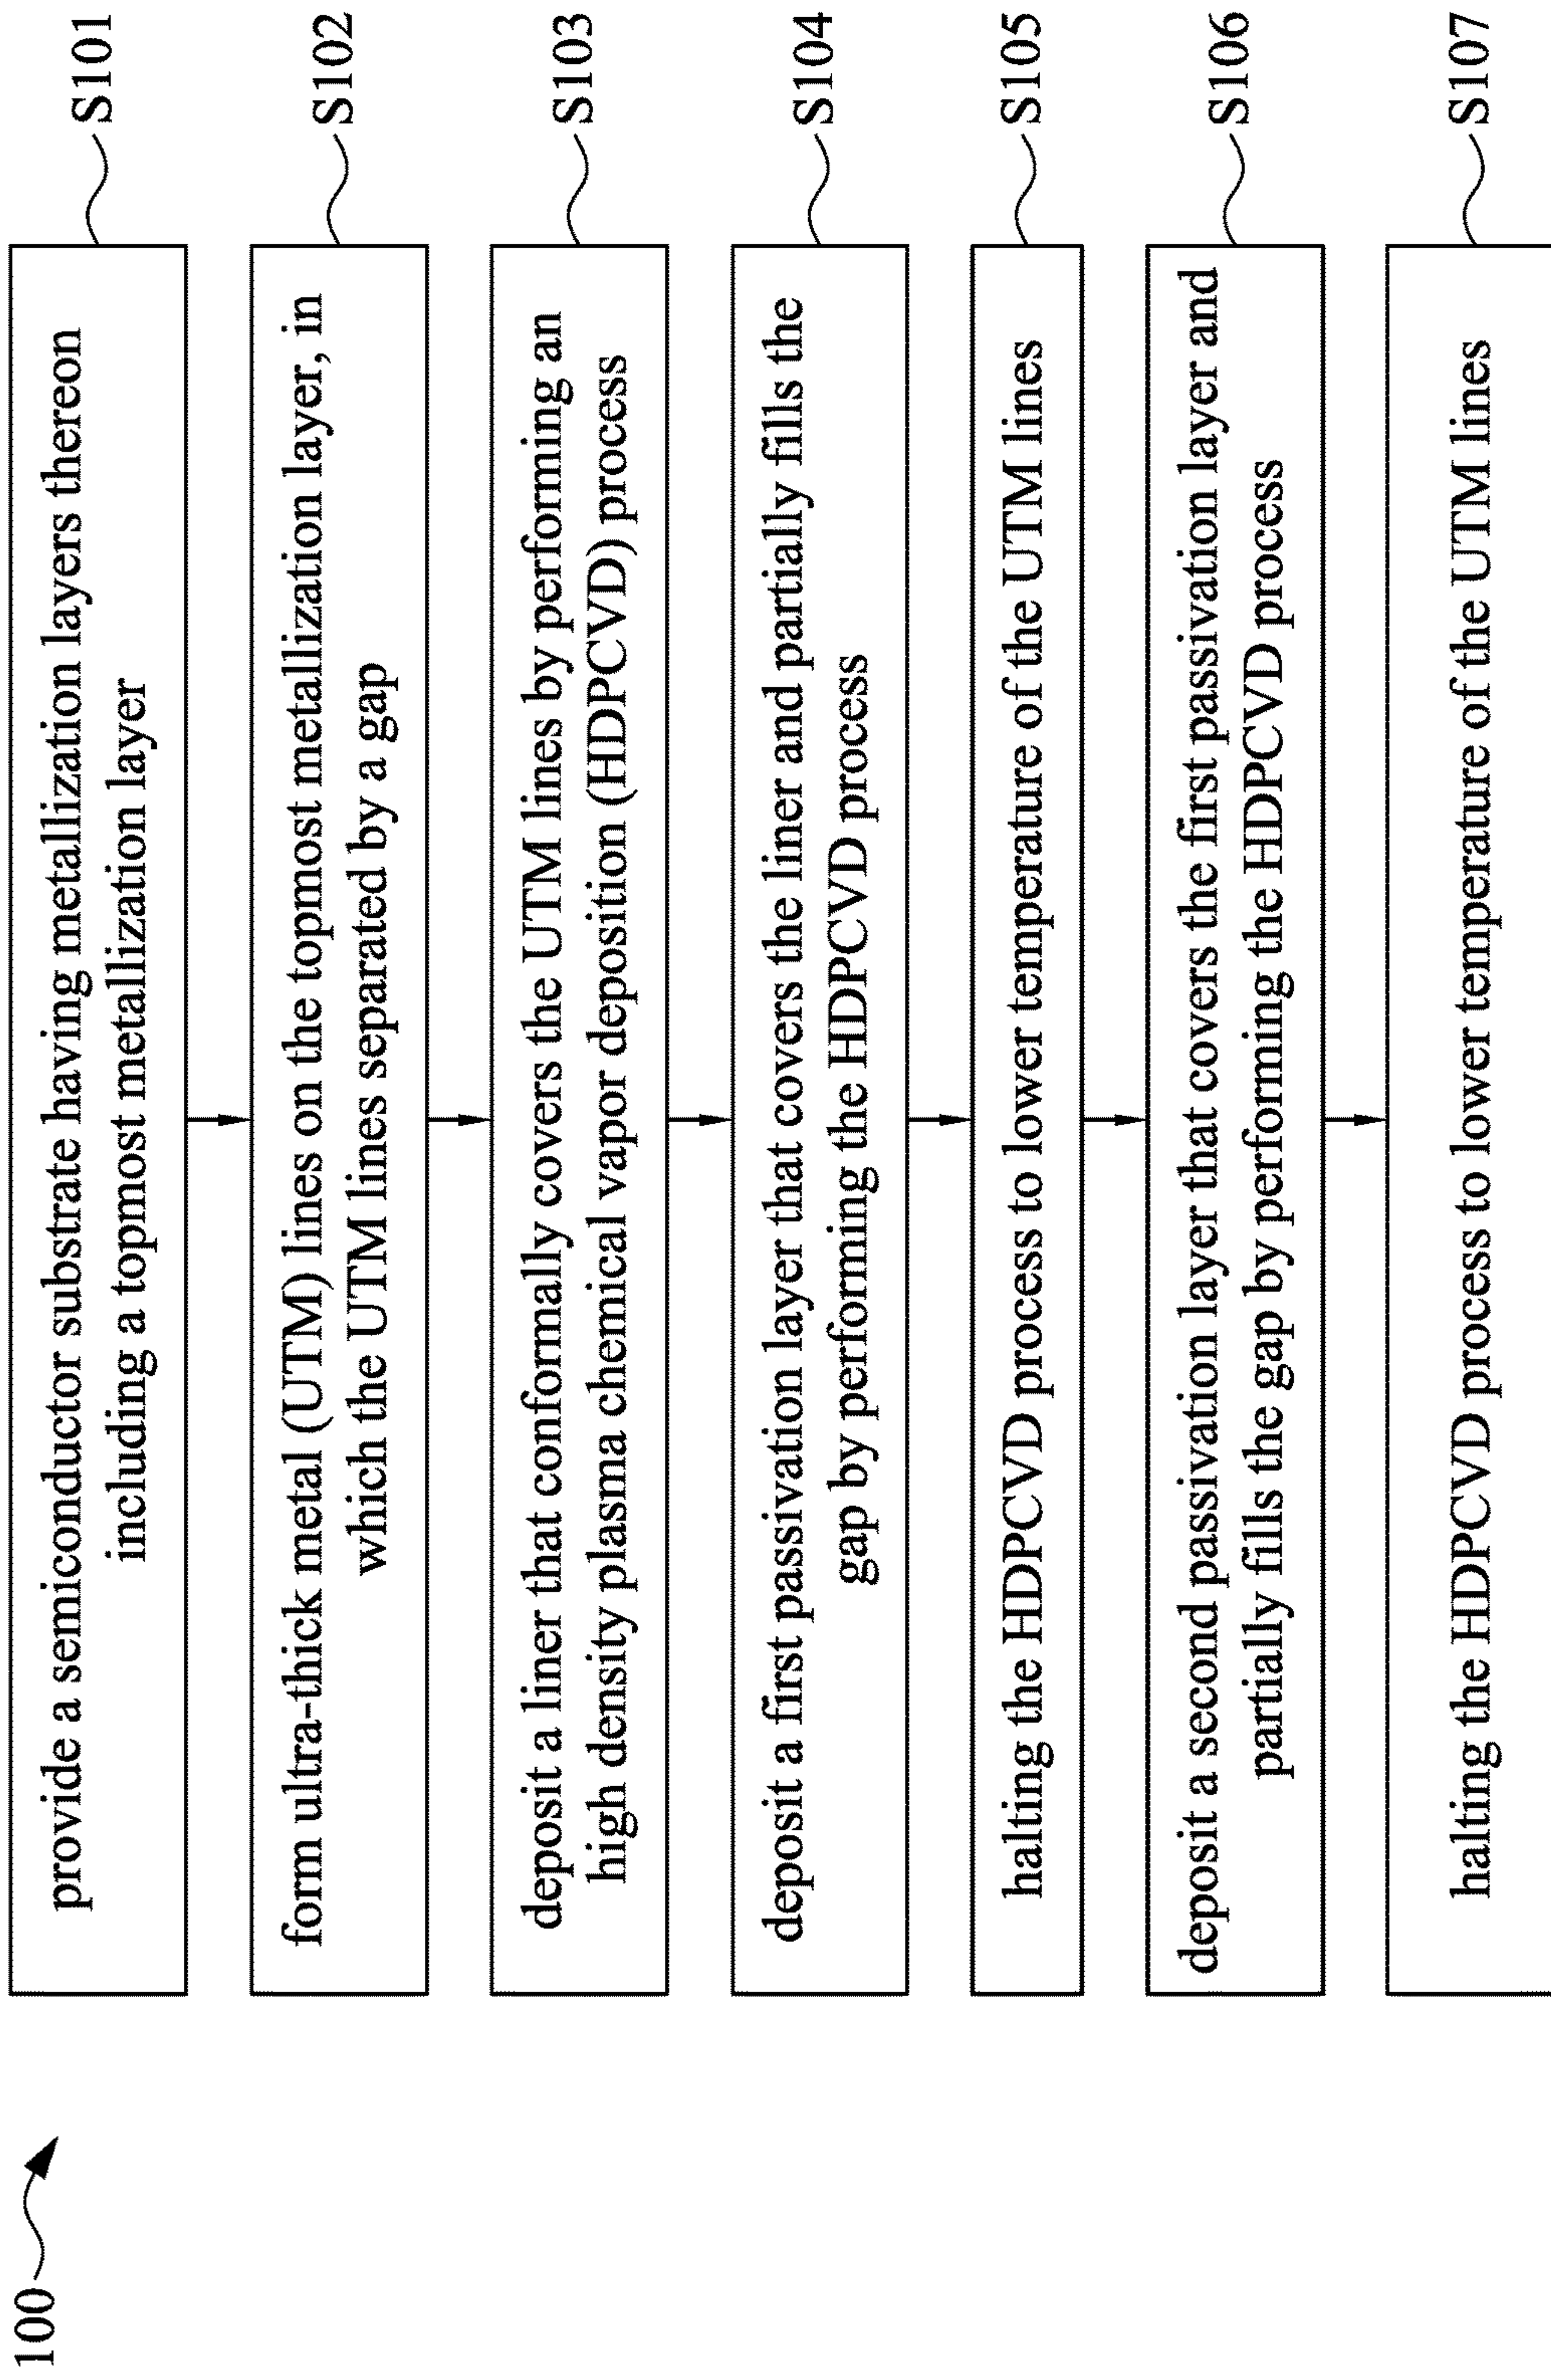 100
provide a semiconductor substrate having metallization layers thereon
including a topmost metallization layer
S101
form ultra-thick metal (UTM) lines on the topmost metallization layer, in
which the UTM lines separated by a gap
S102
deposit a liner that conformally covers the UTM lines by performing an
high density plasma chemical vapor deposition (HDPCVD) process
S103
deposit a first passivation layer that covers the liner and partially fills the
gap by performing the HDPCVD process
S104
halting the HDPCVD process to lower temperature of the UTM lines
S105
deposit a second passivation layer that covers the first passivation layer and
partially fills the gap by performing the HDPCVD process
S106
halting the HDPCVD process to lower temperature of the UTM lines
S107